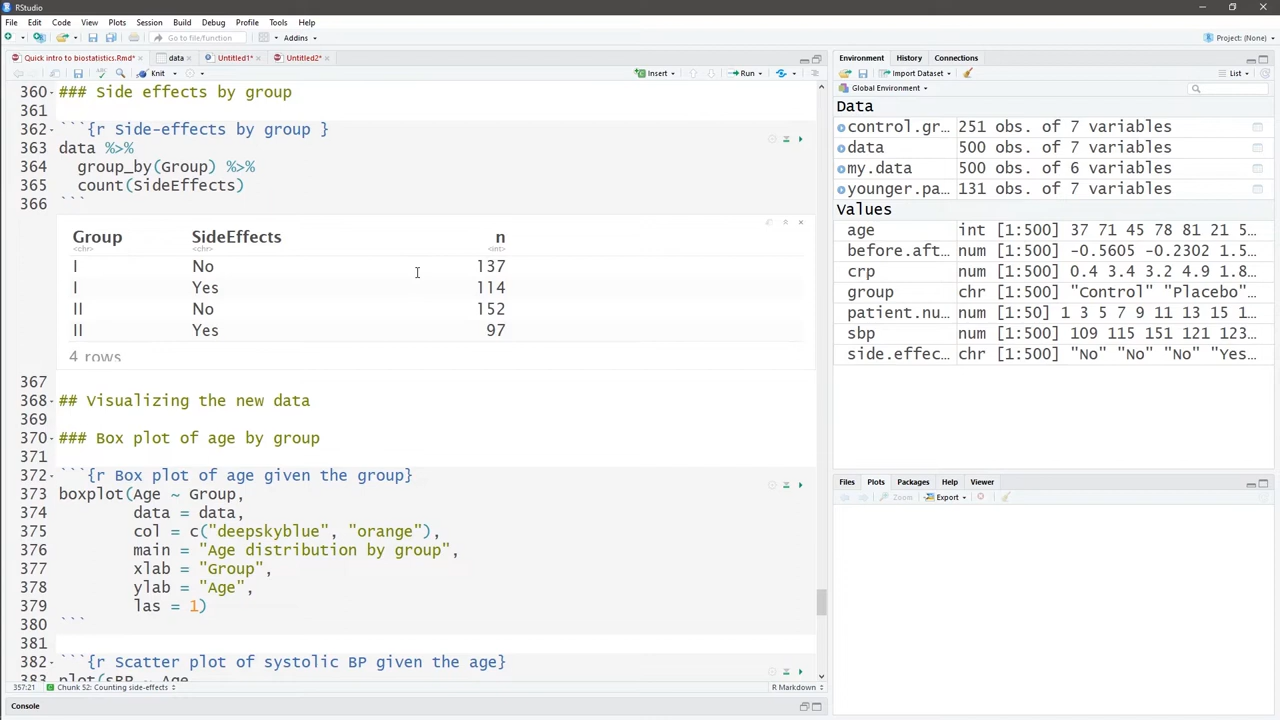 RStudio
File Edit Code View Plots Session Build Debug Profile Tools Help
Go to file/function Addins Project: (None)
Quick intro to biostatistics.Rmd* data Untitled1* Untitled2*
Knit Insert Run
360 ### Side effects by group
361
362 ```{r Side-effects by group }
363 data %>%
364 group_by(Group) %>%
365 count(SideEffects)
366 ```
Group SideEffects n
<chr> <chr> <int>
I No 137
I Yes 114
II No 152
II Yes 97
4 rows
367
368 ## Visualizing the new data
369
370 ### Box plot of age by group
371
372 ```{r Box plot of age given the group}
373 boxplot(Age ~ Group,
374 data = data,
375 col = c("deepskyblue", "orange"),
376 main = "Age distribution by group",
377 xlab = "Group",
378 ylab = "Age",
379 las = 1)
380 ```
381
382 ```{r Scatter plot of systolic BP given the age}
383 plot(sBP ~ Age
357:21 Chunk 52: Counting side-effects R Markdown
Console
Environment History Connections
Import Dataset List
Global Environment
Data
control.gr… 251 obs. of 7 variables
data 500 obs. of 7 variables
my.data 500 obs. of 6 variables
younger.pa… 131 obs. of 7 variables
Values
age int [1:500] 37 71 45 78 81 21 5…
before.aft… num [1:500] -0.5605 -0.2302 1.5…
crp num [1:500] 0.4 3.4 3.2 4.9 1.8…
group chr [1:500] "Control" "Placebo"…
patient.nu… num [1:50] 1 3 5 7 9 11 13 15 1…
sbp num [1:500] 109 115 151 121 123…
side.effec… chr [1:500] "No" "No" "No" "Yes…
Files Plots Packages Help Viewer
Zoom Export